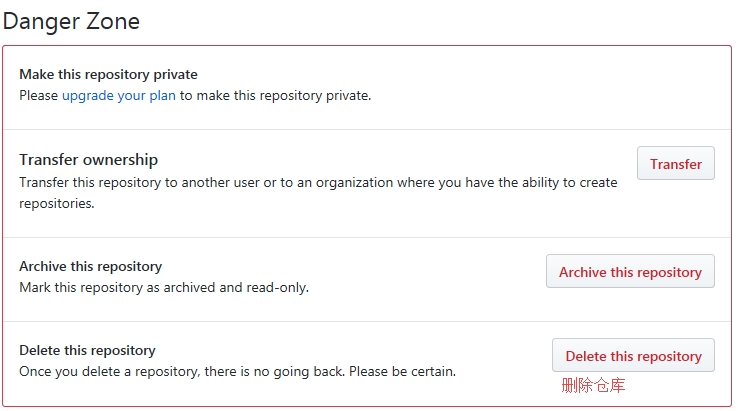 Danger Zone
Make this repository private
Please upgrade your plan to make this repository private.
Transfer ownership
Transfer
Transfer this repository to another user or to an organization where you have the ability to create
repositories.
Archive this repository
Archive this repository
Mark this repository as archived and read-only.
Delete this repository
Delete this repository
Once you delete a repository, there is no going back. Please be certain.
删除仓库